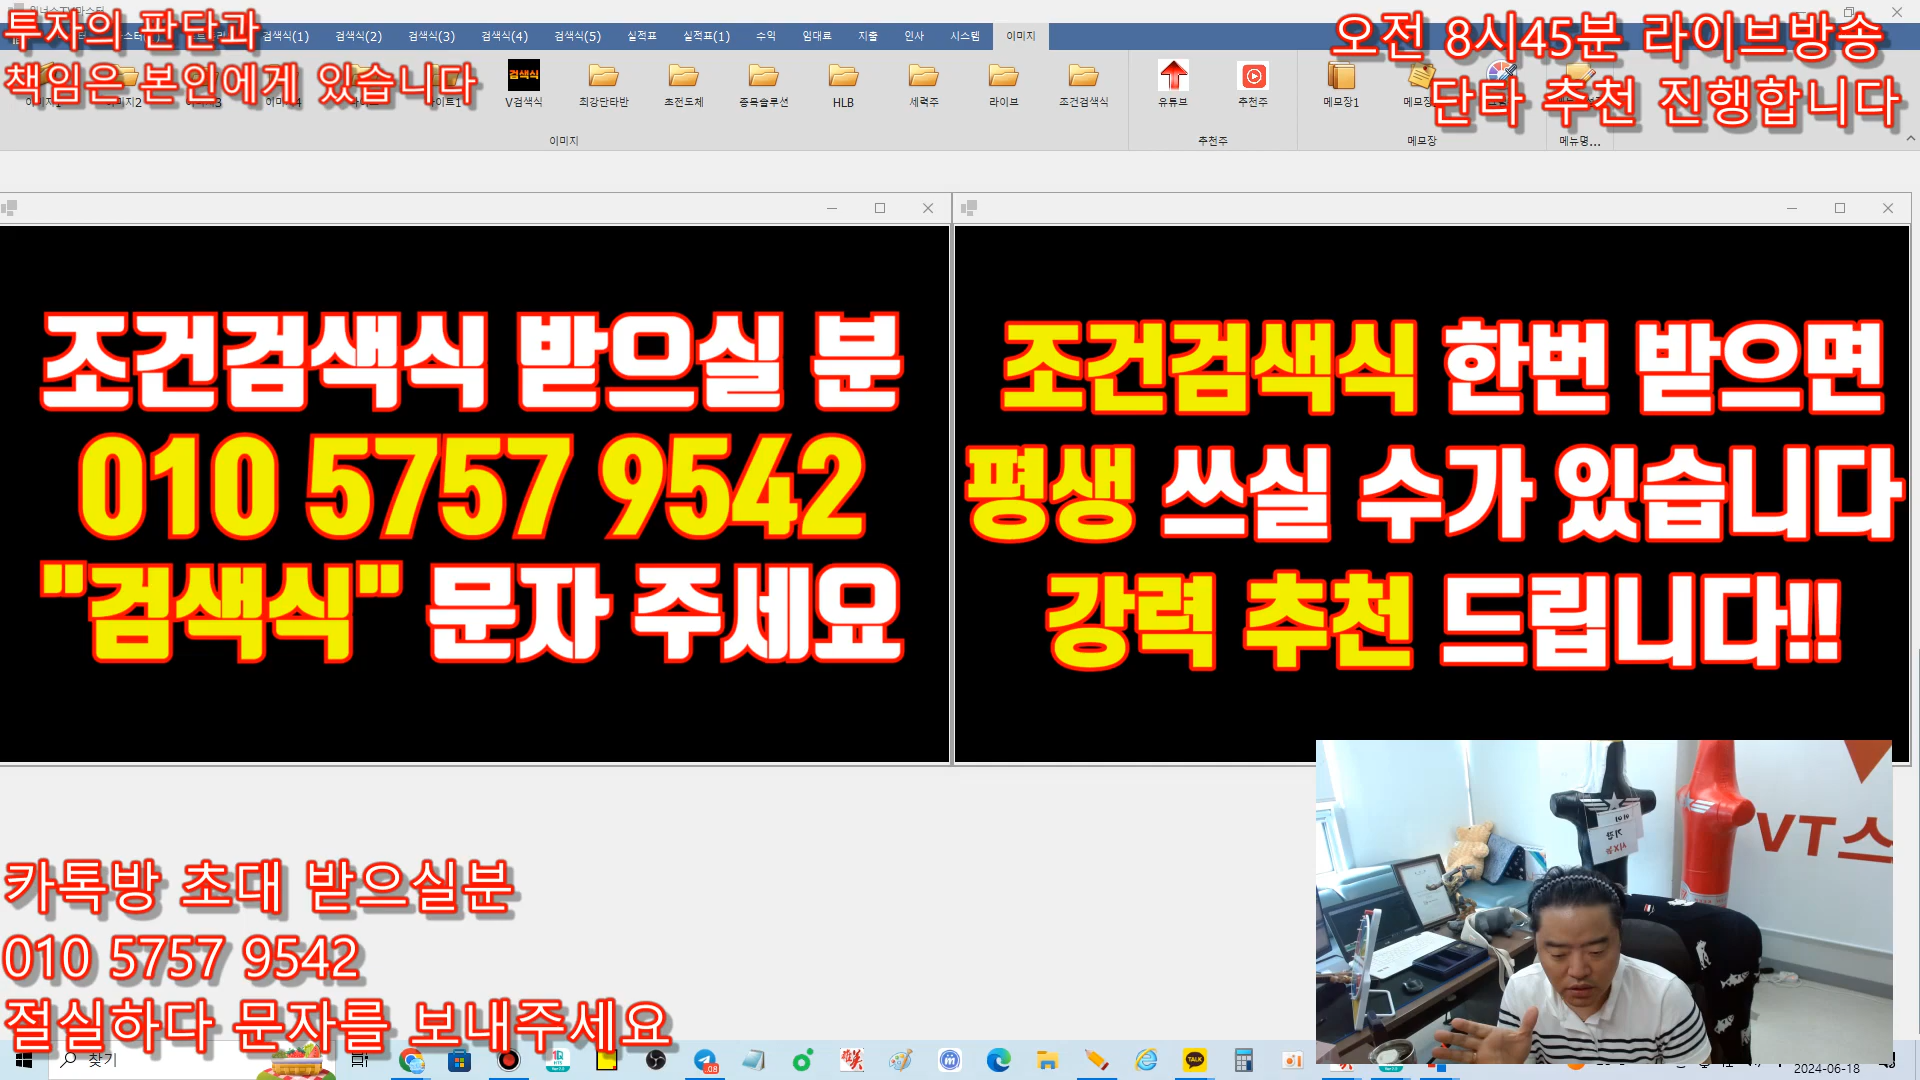 투자의 판단과
책임은 본인에게 있습니다
오전 8시45분 라이브방송
단타 추천 진행합니다
검색식(1) 검색식(2) 검색식(3) 검색식(4) 검색식(5) 실적표 실적표(1) 수익 임대료 지출 인사 시스템 이미지
V검색식 최강단타반 초전도체 종목솔루션 HLB 세력주 라이브 조건검색식 유튜브 추천주 메모장1
이미지 추천주 메모장 메뉴명...
조건검색식 받으실 분
010 5757 9542
"검색식" 문자 주세요
조건검색식 한번 받으면
평생 쓰실 수가 있습니다
강력 추천 드립니다!!
VT스
카톡방 초대 받으실분
010 5757 9542
절실하다 문자를 보내주세요
찾기
2024-06-18